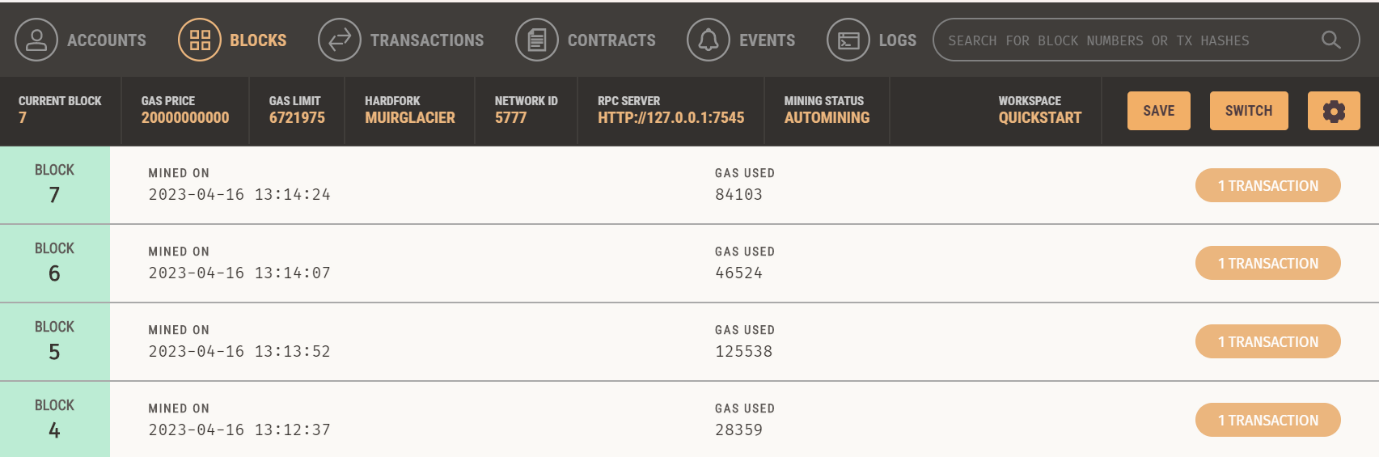 ACCOUNTS BLOCKS TRANSACTIONS CONTRACTS EVENTS LOGS SEARCH FOR BLOCK NUMBERS OR TX HASHES
CURRENT BLOCK GAS PRICE GAS LIMIT HARDFORK NETWORK ID RPC SERVER MINING STATUS WORKSPACE
7 20000000000 6721975 MUIRGLACIER 5777 HTTP://127.0.0.1:7545 AUTOMINING QUICKSTART SAVE SWITCH
BLOCK MINED ON GAS USED
7 2023-04-16 13:14:24 84103 1 TRANSACTION
BLOCK MINED ON GAS USED
6 2023-04-16 13:14:07 46524 1 TRANSACTION
BLOCK MINED ON GAS USED
5 2023-04-16 13:13:52 125538 1 TRANSACTION
BLOCK MINED ON GAS USED
4 2023-04-16 13:12:37 28359 1 TRANSACTION